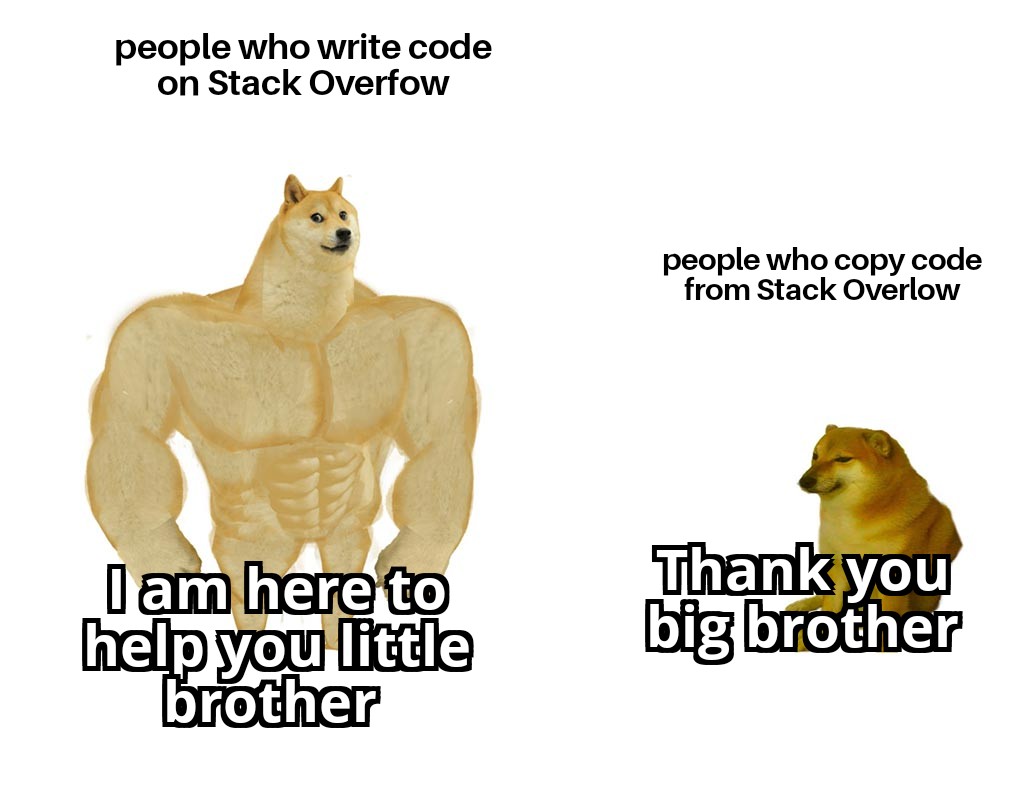 people who write code
on Stack Overfow
people who copy code
from Stack Overlow
I am here to
help you little
brother
Thank you
big brother